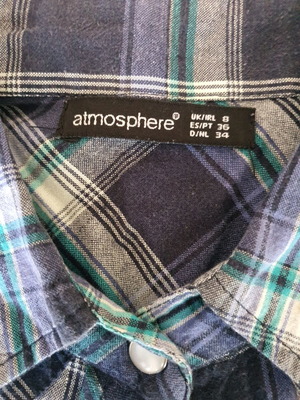 atmosphere®
UK/IRL 8
ES/PT 36
D/NL 34